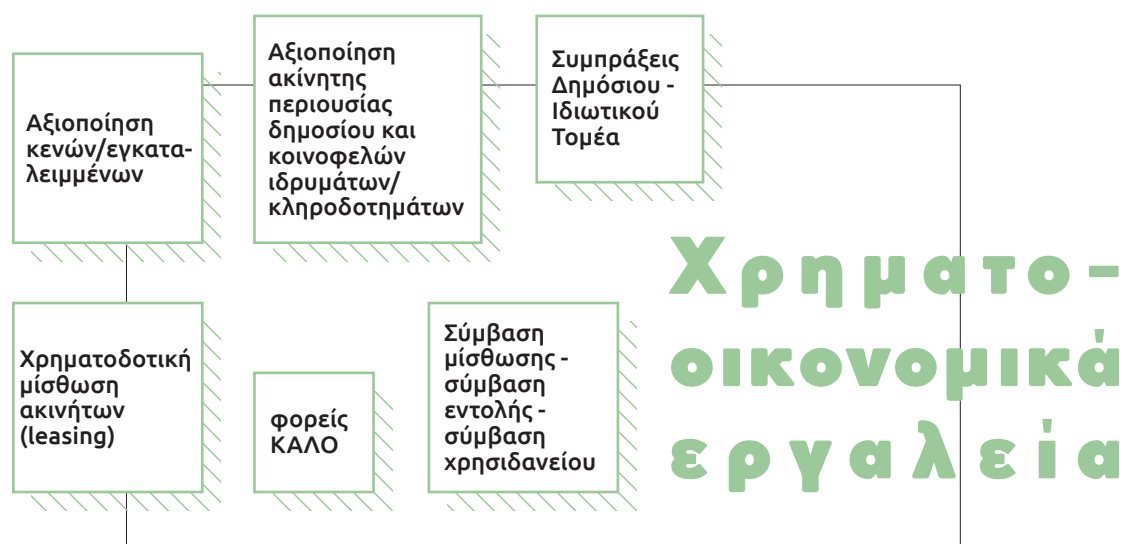 Αξιοποίηση
κενών/εγκατα-
λειμμένων
Αξιοποίηση
ακίνητης
περιουσίας
δημοσίου και
κοινοφελών
ιδρυμάτων/
κληροδοτημάτων
Συμπράξεις
Δημόσιου -
Ιδιωτικού
Τομέα
Χρηματο-
οικονομικά
εργαλεία
Χρηματοδοτική
μίσθωση
ακινήτων
(leasing)
φορείς
ΚΑΛΟ
Σύμβαση
μίσθωσης -
σύμβαση
εντολής -
σύμβαση
χρησιδανείου